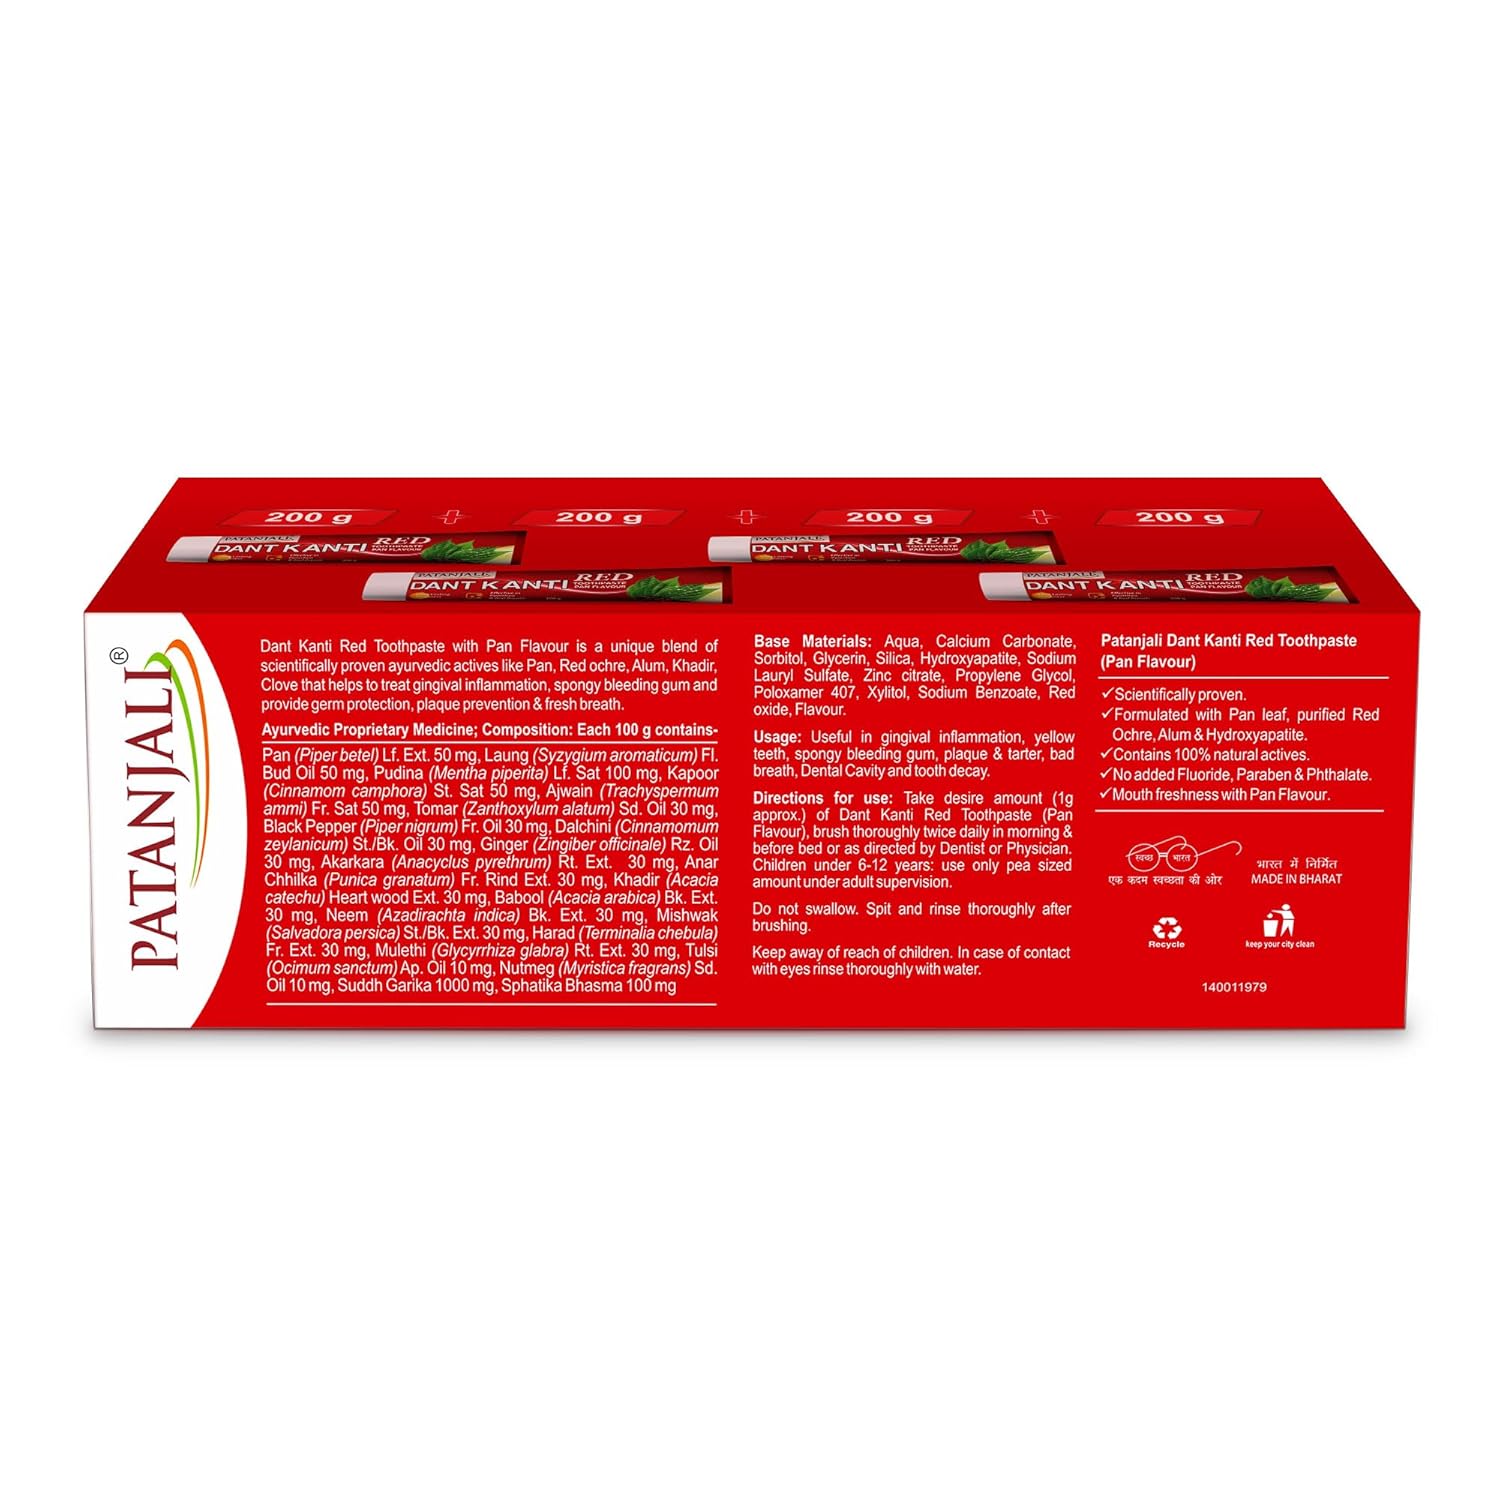 200 g + 200 g + 200 g + 200 g
PATANJALI
DANT KANTI RED
TOOTHPASTE
PAN FLAVOUR
PATANJALI
DANT KANTI RED
TOOTHPASTE
PAN FLAVOUR
PATANJALI
DANT KANTI RED
TOOTHPASTE
PAN FLAVOUR
PATANJALI
DANT KANTI RED
TOOTHPASTE
PAN FLAVOUR
PATANJALI®
Dant Kanti Red Toothpaste with Pan Flavour is a unique blend of
scientifically proven ayurvedic actives like Pan, Red ochre, Alum, Khadir,
Clove that helps to treat gingival inflammation, spongy bleeding gum and
provide germ protection, plaque prevention & fresh breath.
Ayurvedic Proprietary Medicine; Composition: Each 100 g contains-
Pan (Piper betel) Lf. Ext. 50 mg, Laung (Syzygium aromaticum) Fl.
Bud Oil 50 mg, Pudina (Mentha piperita) Lf. Sat 100 mg, Kapoor
(Cinnamom camphora) St. Sat 50 mg, Ajwain (Trachyspermum
ammi) Fr. Sat 50 mg, Tomar (Zanthoxylum alatum) Sd. Oil 30 mg,
Black Pepper (Piper nigrum) Fr. Oil 30 mg, Dalchini (Cinnamomum
zeylanicum) St./Bk. Oil 30 mg, Ginger (Zingiber officinale) Rz. Oil
30 mg, Akarkara (Anacyclus pyrethrum) Rt. Ext. 30 mg, Anar
Chhilka (Punica granatum) Fr. Rind Ext. 30 mg, Khadir (Acacia
catechu) Heart wood Ext. 30 mg, Babool (Acacia arabica) Bk. Ext.
30 mg, Neem (Azadirachta indica) Bk. Ext. 30 mg, Mishwak
(Salvadora persica) St./Bk. Ext. 30 mg, Harad (Terminalia chebula)
Fr. Ext. 30 mg, Mulethi (Glycyrrhiza glabra) Rt. Ext. 30 mg, Tulsi
(Ocimum sanctum) Ap. Oil 10 mg, Nutmeg (Myristica fragrans) Sd.
Oil 10 mg, Suddh Garika 1000 mg, Sphatika Bhasma 100 mg
Base Materials: Aqua, Calcium Carbonate,
Sorbitol, Glycerin, Silica, Hydroxyapatite, Sodium
Lauryl Sulfate, Zinc citrate, Propylene Glycol,
Poloxamer 407, Xylitol, Sodium Benzoate, Red
oxide, Flavour.
Usage: Useful in gingival inflammation, yellow
teeth, spongy bleeding gum, plaque & tarter, bad
breath, Dental Cavity and tooth decay.
Directions for use: Take desire amount (1g
approx.) of Dant Kanti Red Toothpaste (Pan
Flavour), brush thoroughly twice daily in morning &
before bed or as directed by Dentist or Physician.
Children under 6-12 years: use only pea sized
amount under adult supervision.
Do not swallow. Spit and rinse thoroughly after
brushing.
Keep away of reach of children. In case of contact
with eyes rinse thoroughly with water.
Patanjali Dant Kanti Red Toothpaste
(Pan Flavour)
✓Scientifically proven.
✓Formulated with Pan leaf, purified Red
Ochre, Alum & Hydroxyapatite.
✓Contains 100% natural actives.
✓No added Fluoride, Paraben & Phthalate.
✓Mouth freshness with Pan Flavour.
स्वच्छ भारत
एक कदम स्वच्छता की ओर
भारत में निर्मित
MADE IN BHARAT
Recycle
keep your city clean
140011979